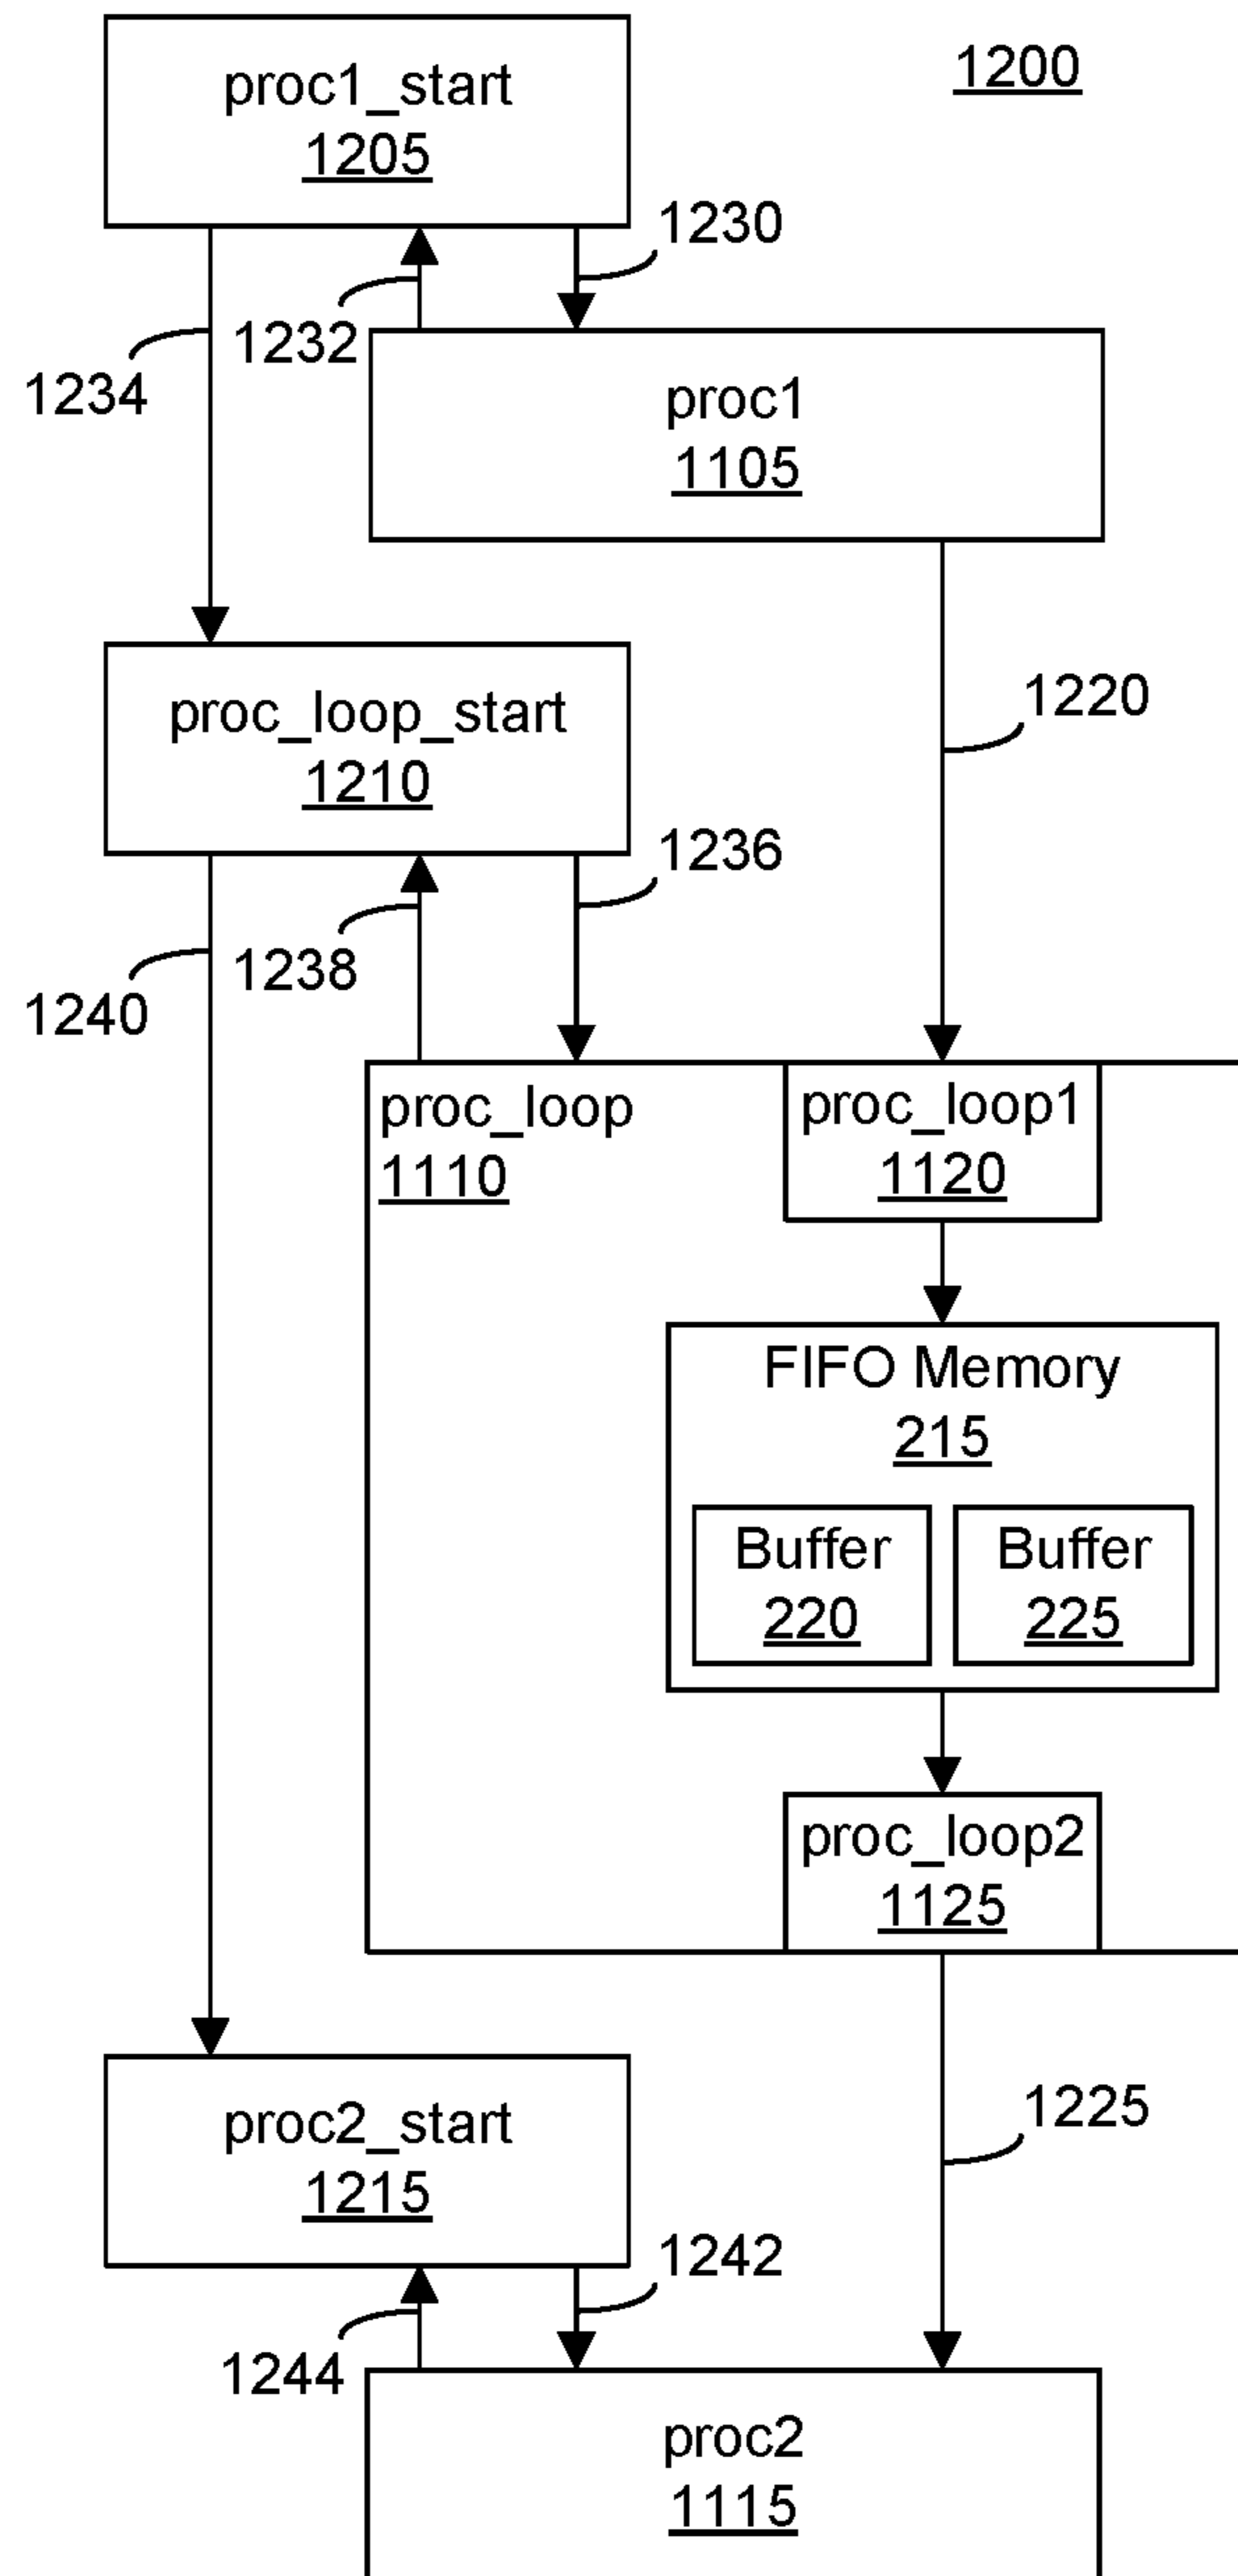 proc1_start
1205
1200
1230
1232
1234
proc1
1105
proc_loop_start
1210
1220
1236
1238
1240
proc_loop
1110
proc_loop1
1120
FIFO Memory
215
Buffer
220
Buffer
225
proc_loop2
1125
proc2_start
1215
1225
1242
1244
proc2
1115